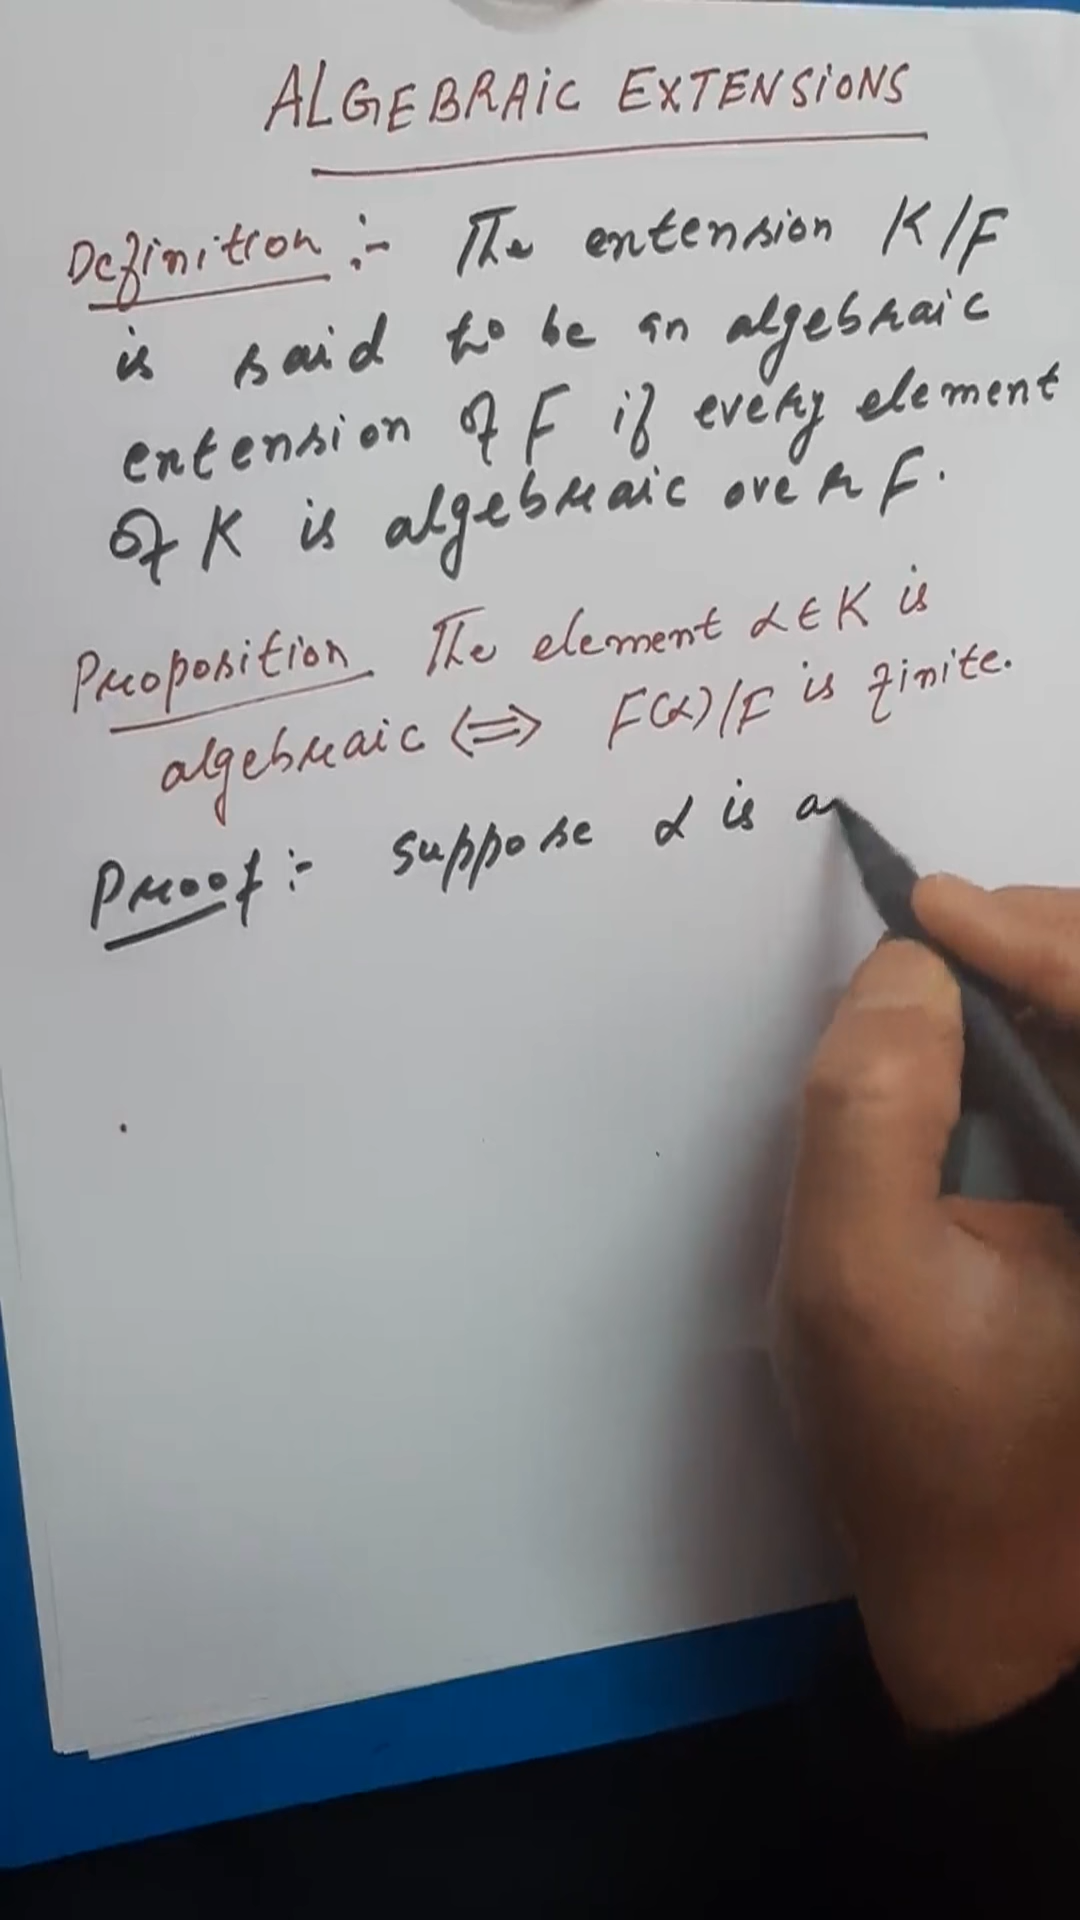 ALGEBRAIC EXTENSIONS
Definition :- The extension K/F
is said to be an algebraic
extension of F if every element
of K is algebraic over F.
Proposition The element α∈K is
algebraic ⟺ F(α)/F is finite.
Proof :- suppose α is a